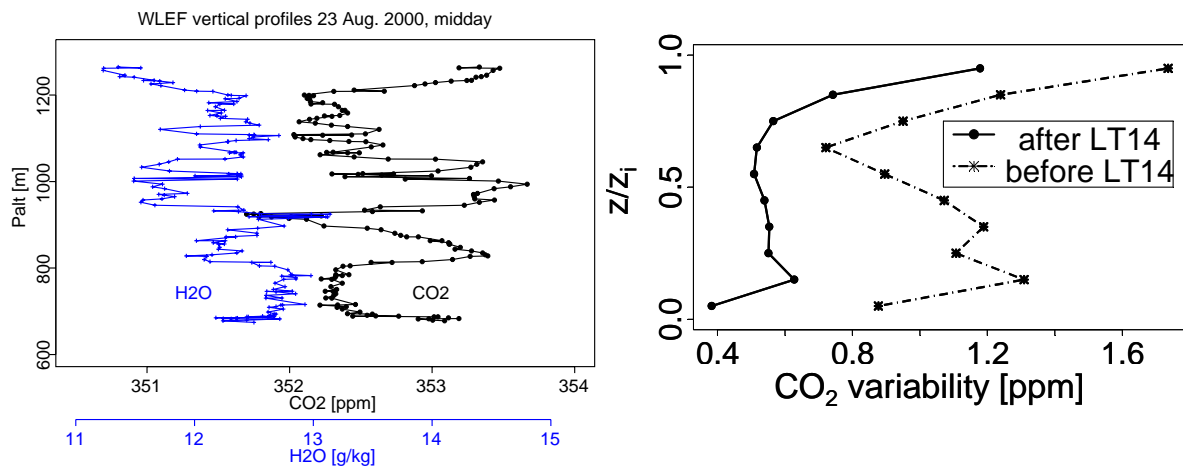 WLEF vertical profiles 23 Aug. 2000, midday
Palt [m]
600
800
1000
1200
H2O
CO2
351
352
353
354
CO2 [ppm]
11
12
13
14
15
H2O [g/kg]
z/zi
0.0
0.5
1.0
after LT14
before LT14
0.4
0.8
1.2
1.6
CO2 variability [ppm]